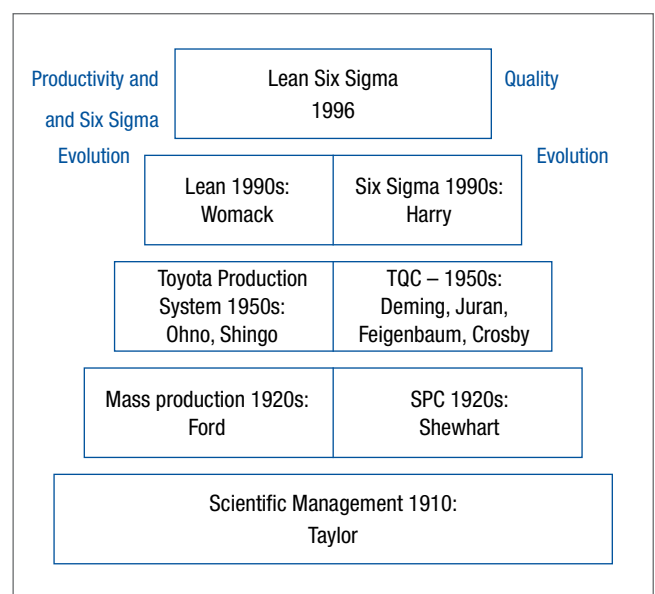 Productivity and
and Six Sigma
Evolution
Lean Six Sigma
1996
Quality
Evolution
Lean 1990s:
Womack
Six Sigma 1990s:
Harry
Toyota Production
System 1950s:
Ohno, Shingo
TQC – 1950s:
Deming, Juran,
Feigenbaum, Crosby
Mass production 1920s:
Ford
SPC 1920s:
Shewhart
Scientific Management 1910:
Taylor